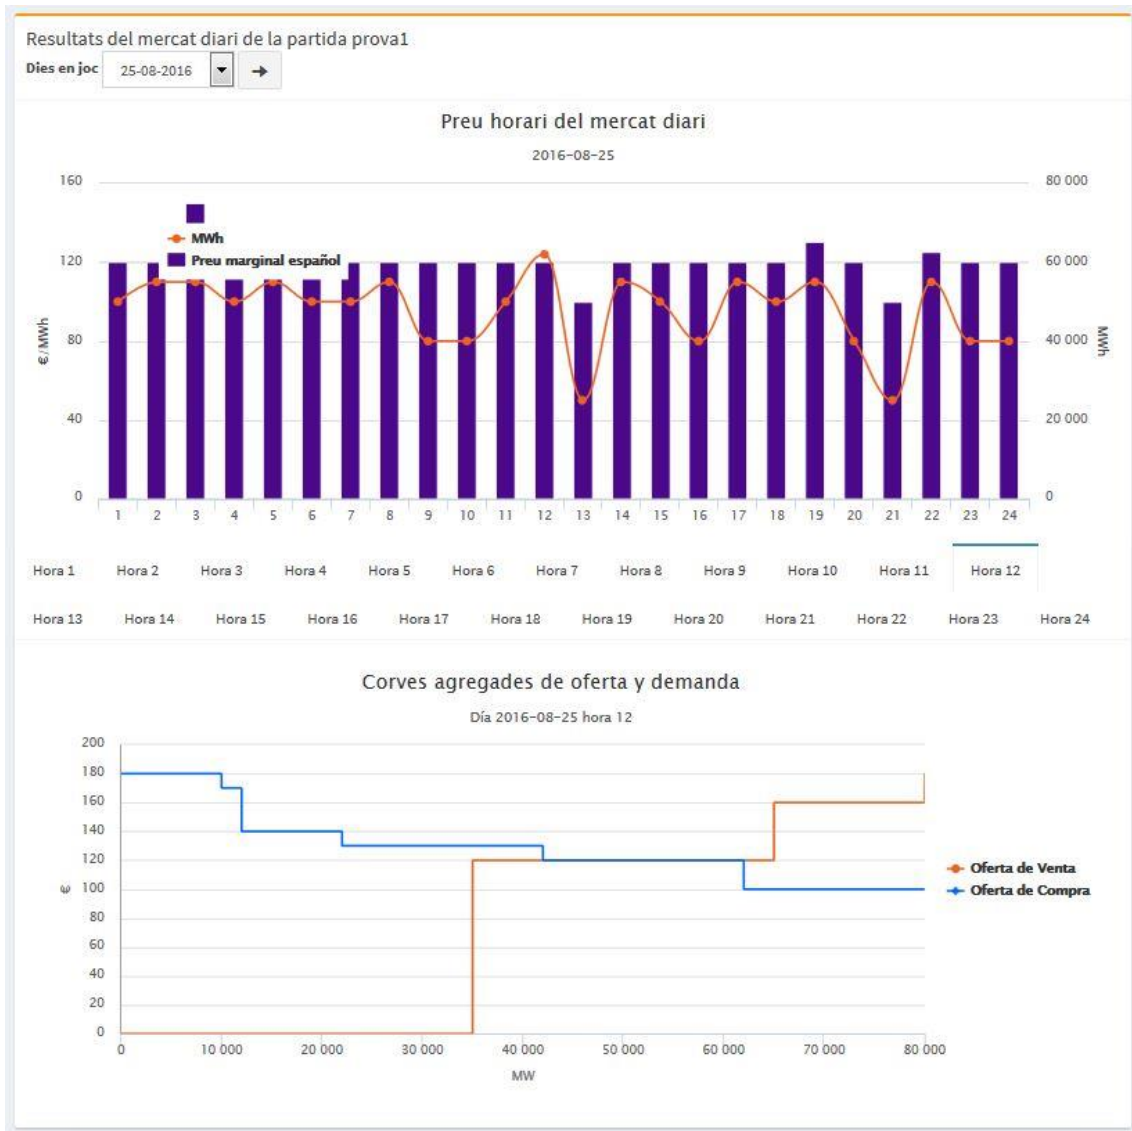 Resultats del mercat diari de la partida prova1
Dies en joc 25-08-2016
Preu horari del mercat diari
2016-08-25
160 80 000
MWh
120 Preu marginal español 60 000
€/MWh
80 40 000
MWh
40 20 000
0 0
1 2 3 4 5 6 7 8 9 10 11 12 13 14 15 16 17 18 19 20 21 22 23 24
Hora 1 Hora 2 Hora 3 Hora 4 Hora 5 Hora 6 Hora 7 Hora 8 Hora 9 Hora 10 Hora 11 Hora 12
Hora 13 Hora 14 Hora 15 Hora 16 Hora 17 Hora 18 Hora 19 Hora 20 Hora 21 Hora 22 Hora 23 Hora 24
Corves agregades de oferta y demanda
Día 2016-08-25 hora 12
200
180
160
140
120
Oferta de Venta
€
100
Oferta de Compra
80
60
40
20
0
0 10 000 20 000 30 000 40 000 50 000 60 000 70 000 80 000
MW